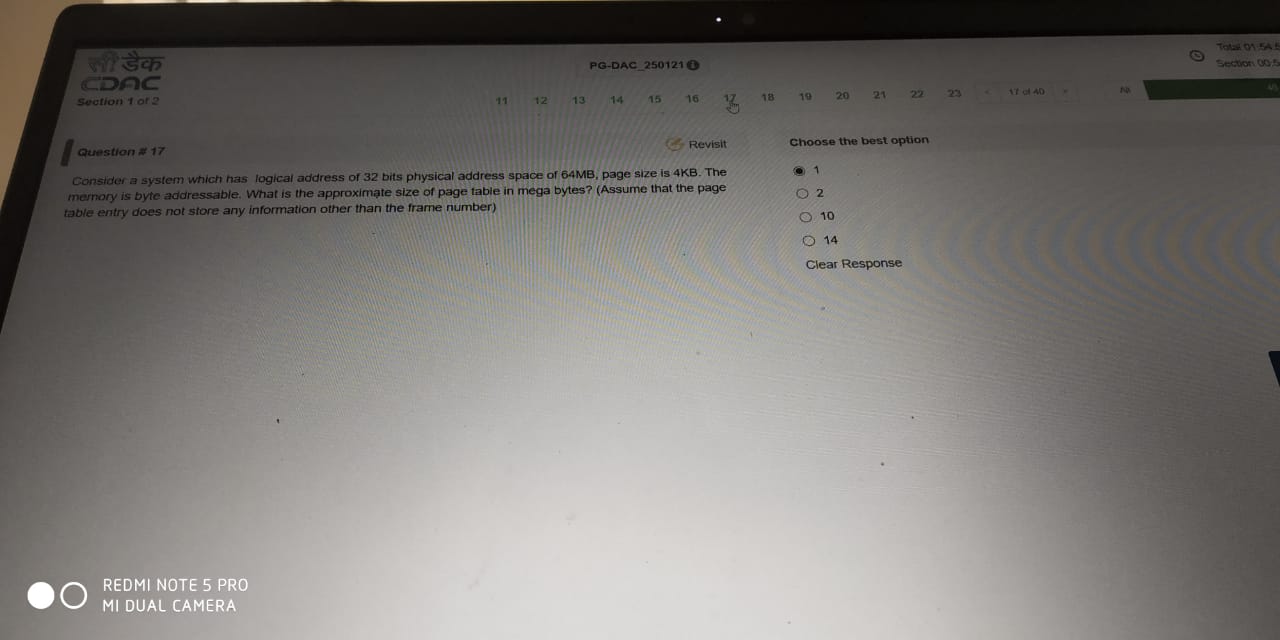 सी डैक
CDAC
Section 1 of 2
PG-DAC_250121
Total 01:54:5
Section 00:5
11 12 13 14 15 16 17 18 19 20 21 22 23 < 17 of 40 > All
Question # 17
Revisit
Consider a system which has logical address of 32 bits physical address space of 64MB, page size is 4KB. The
memory is byte addressable. What is the approximate size of page table in mega bytes? (Assume that the page
table entry does not store any information other than the frame number)
Choose the best option
1
2
10
14
Clear Response
REDMI NOTE 5 PRO
MI DUAL CAMERA